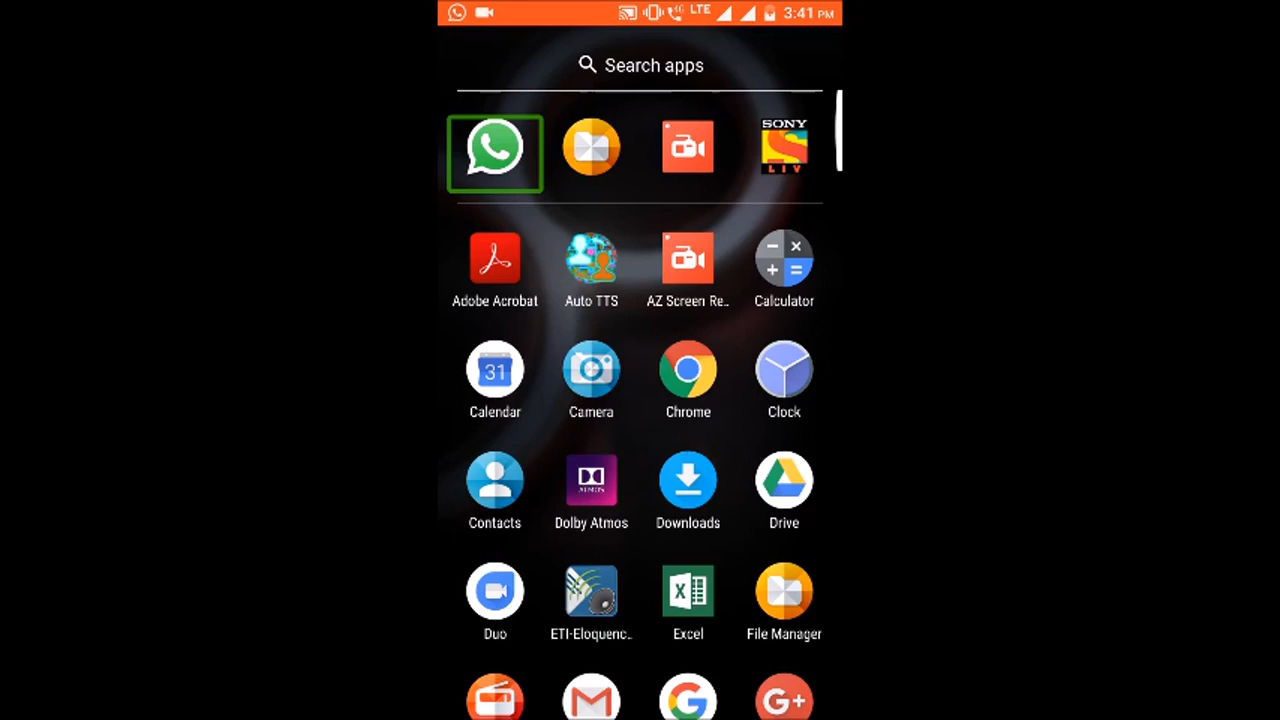 LTE 3:41 PM
Search apps
SONY
S
LIV
Adobe Acrobat Auto TTS AZ Screen Re.. Calculator
31
Calendar Camera Chrome Clock
ATMOS
Contacts Dolby Atmos Downloads Drive
X
Duo ETI-Eloquenc.. Excel File Manager
M G G+